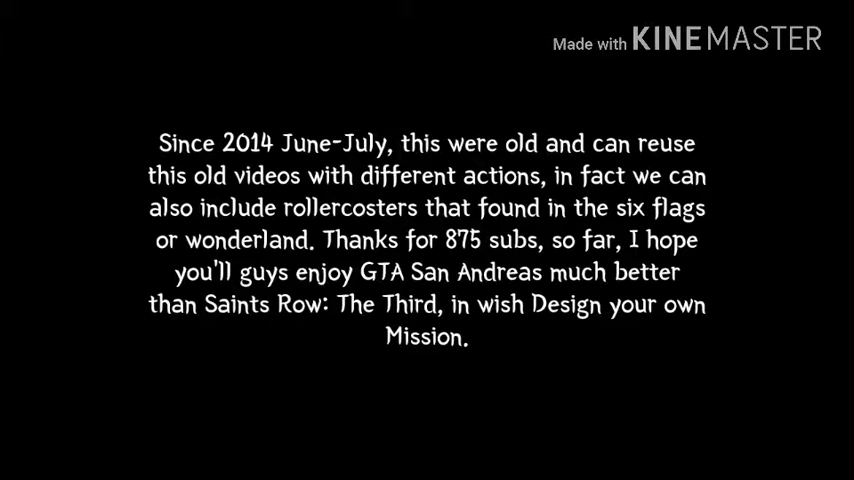 Made with KINEMASTER
Since 2014 June-July, this were old and can reuse
this old videos with different actions, in fact we can
also include rollercosters that found in the six flags
or wonderland. Thanks for 875 subs, so far, I hope
you'll guys enjoy GTA San Andreas much better
than Saints Row: The Third, in wish Design your own
Mission.